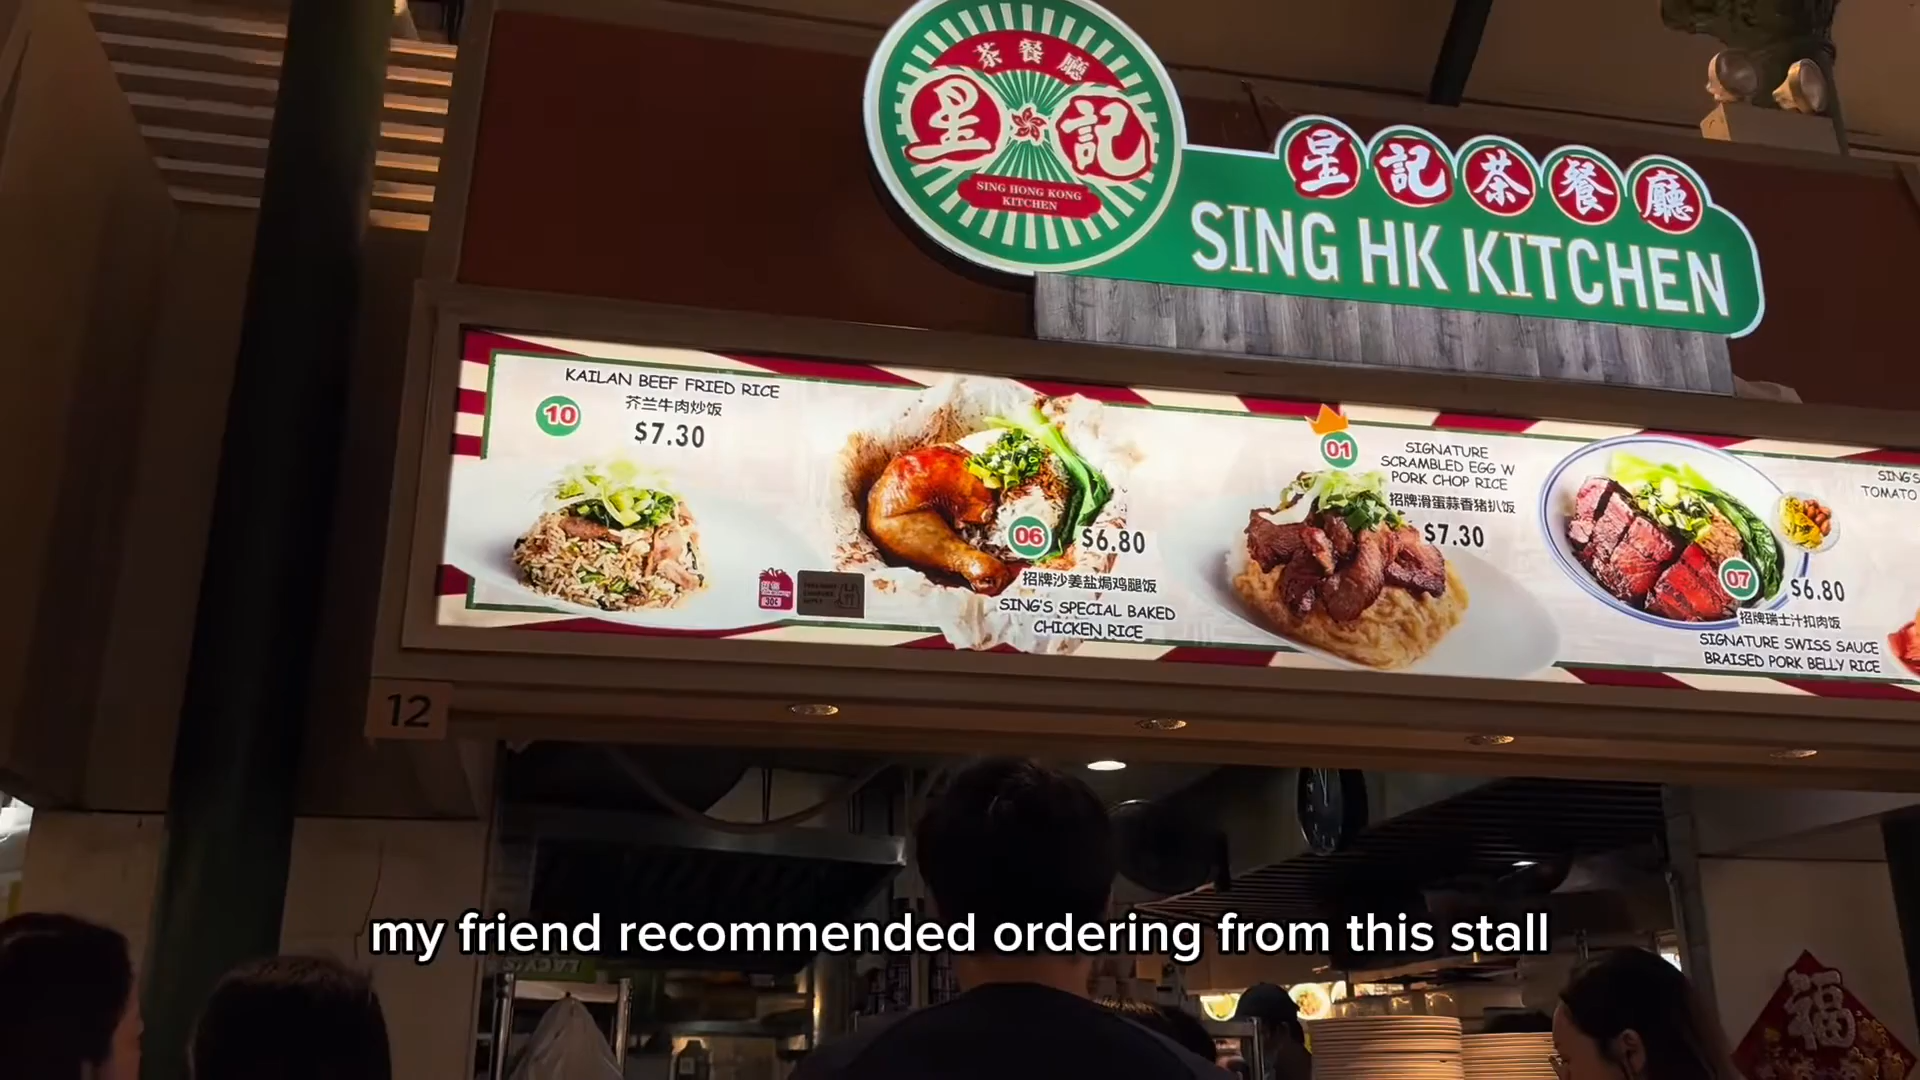 茶餐廳
星記
SING HONG KONG
KITCHEN
星記茶餐廳
SING HK KITCHEN
KAILAN BEEF FRIED RICE
10
芥兰牛肉炒饭
$7.30
06
$6.80
招牌沙姜盐焗鸡腿饭
SING'S SPECIAL BAKED
CHICKEN RICE
01
SIGNATURE
SCRAMBLED EGG W
PORK CHOP RICE
招牌滑蛋蒜香猪扒饭
$7.30
07
$6.80
招牌瑞士汁扣肉饭
SIGNATURE SWISS SAUCE
BRAISED PORK BELLY RICE
SING'S
TOMATO
12
my friend recommended ordering from this stall
福